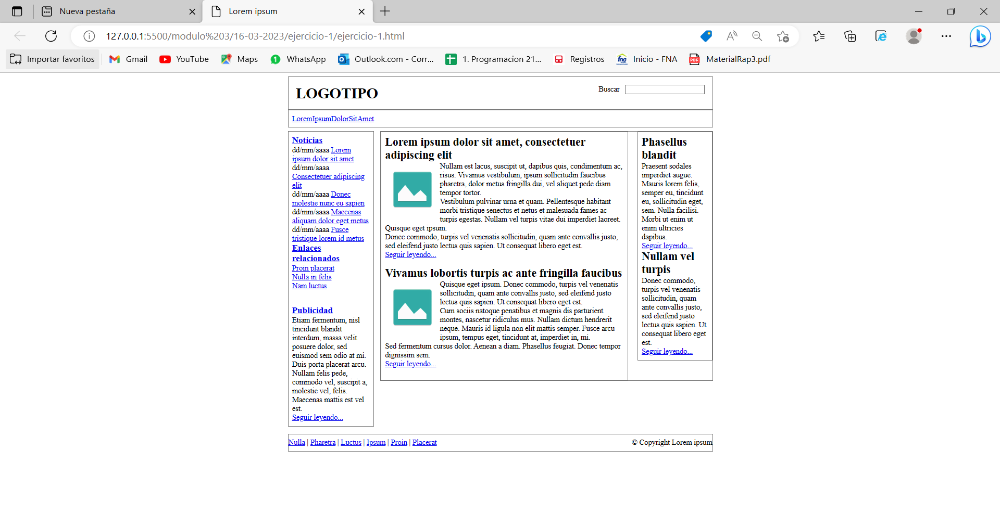 Nueva pestaña
Lorem ipsum
127.0.0.1:5500/modulo%203/16-03-2023/ejercicio-1/ejercicio-1.html
Importar favoritos
Gmail
YouTube
Maps
WhatsApp
Outlook.com - Corr...
1. Programacion 21...
Registros
Inicio - FNA
MaterialRap3.pdf
LOGOTIPO
Buscar
LoremIpsumDolorSitAmet
Noticias
dd/mm/aaaa Lorem
ipsum dolor sit amet
dd/mm/aaaa
Consectetuer adipiscing
elit
dd/mm/aaaa Donec
molestie nunc eu sapien
dd/mm/aaaa Maecenas
aliquam dolor eget metus
dd/mm/aaaa Fusce
tristique lorem id metus
Enlaces
relacionados
Proin placerat
Nulla in felis
Nam luctus
Publicidad
Etiam fermentum, nisl
tincidunt blandit
interdum, massa velit
posuere dolor, sed
euismod sem odio at mi.
Duis porta placerat arcu.
Nullam felis pede,
commodo vel, suscipit a,
molestie vel, felis.
Maecenas mattis est vel
est.
Seguir leyendo...
Lorem ipsum dolor sit amet, consectetuer
adipiscing elit
Nullam est lacus, suscipit ut, dapibus quis, condimentum ac,
risus. Vivamus vestibulum, ipsum sollicitudin faucibus
pharetra, dolor metus fringilla dui, vel aliquet pede diam
tempor tortor.
Vestibulum pulvinar urna et quam. Pellentesque habitant
morbi tristique senectus et netus et malesuada fames ac
turpis egestas. Nullam vel turpis vitae dui imperdiet laoreet.
Quisque eget ipsum.
Donec commodo, turpis vel venenatis sollicitudin, quam ante convallis justo,
sed eleifend justo lectus quis sapien. Ut consequat libero eget est.
Seguir leyendo...
Vivamus lobortis turpis ac ante fringilla faucibus
Quisque eget ipsum. Donec commodo, turpis vel venenatis
sollicitudin, quam ante convallis justo, sed eleifend justo
lectus quis sapien. Ut consequat libero eget est.
Cum sociis natoque penatibus et magnis dis parturient
montes, nascetur ridiculus mus. Nullam dictum hendrerit
neque. Mauris id ligula non elit mattis semper. Fusce arcu
ipsum, tempus eget, tincidunt at, imperdiet in, mi.
Sed fermentum cursus dolor. Aenean a diam. Phasellus feugiat. Donec tempor
dignissim sem.
Seguir leyendo...
Phasellus
blandit
Praesent sodales
imperdiet augue.
Mauris lorem felis,
semper eu, tincidunt
eu, sollicitudin eget,
sem. Nulla facilisi.
Morbi ut enim ut
enim ultricies
dapibus.
Seguir leyendo...
Nullam vel
turpis
Donec commodo,
turpis vel venenatis
sollicitudin, quam
ante convallis justo,
sed eleifend justo
lectus quis sapien. Ut
consequat libero eget
est.
Seguir leyendo...
Nulla | Pharetra | Luctus | Ipsum | Proin | Placerat
© Copyright Lorem ipsum